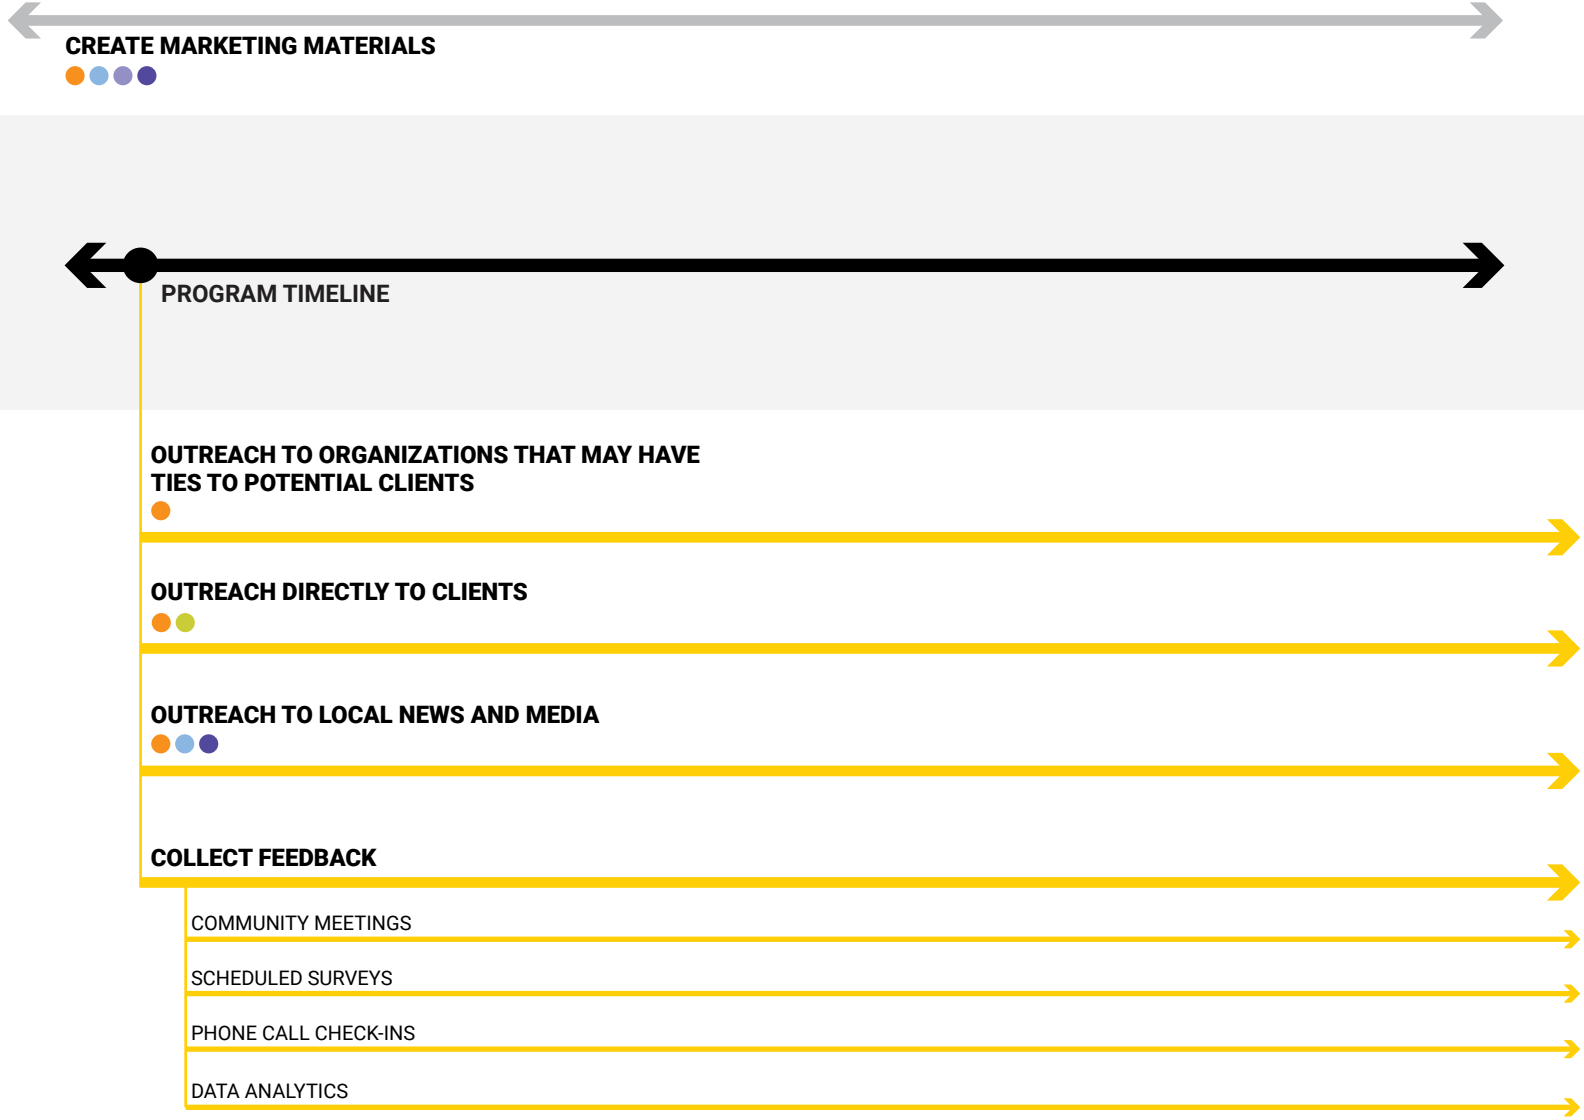 CREATE MARKETING MATERIALS
PROGRAM TIMELINE
OUTREACH TO ORGANIZATIONS THAT MAY HAVE
TIES TO POTENTIAL CLIENTS
OUTREACH DIRECTLY TO CLIENTS
OUTREACH TO LOCAL NEWS AND MEDIA
COLLECT FEEDBACK
COMMUNITY MEETINGS
SCHEDULED SURVEYS
PHONE CALL CHECK-INS
DATA ANALYTICS